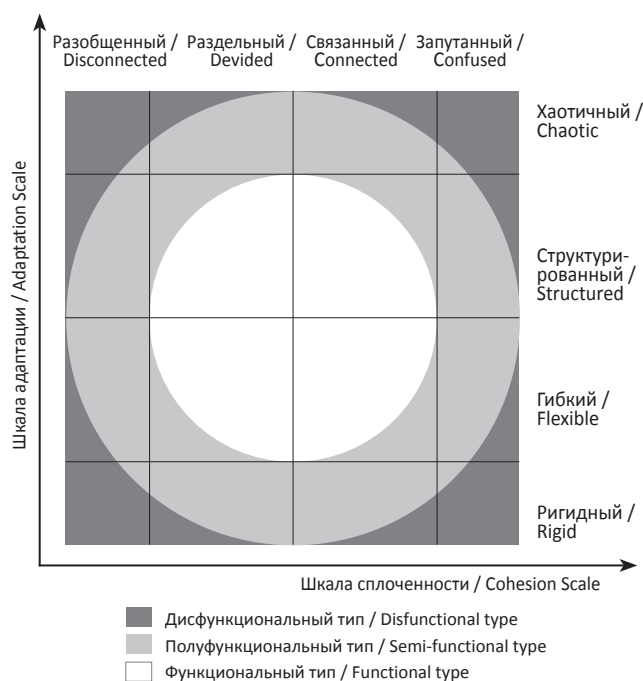 Разобщенный / Раздельный / Связанный / Запутанный /
Disconnected Devided Connected Confused
Хаотичный /
Chaotic
Структури-
рованный /
Structured
Гибкий /
Flexible
Ригидный /
Rigid
Шкала адаптации / Adaptation Scale
Шкала сплоченности / Cohesion Scale
Дисфункциональный тип / Disfunctional type
Полуфункциональный тип / Semi-functional type
Функциональный тип / Functional type